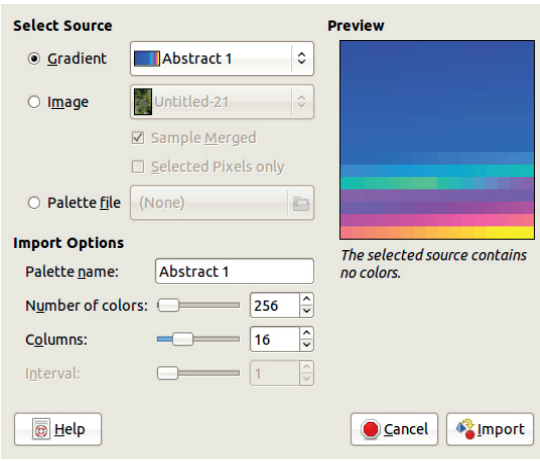 Select Source
Gradient
Abstract 1
Image
Untitled-21
Sample Merged
Selected Pixels only
Palette file
(None)
Import Options
Palette name:
Abstract 1
Number of colors:
256
Columns:
16
Interval:
1
Preview
The selected source contains
no colors.
Help
Cancel
Import